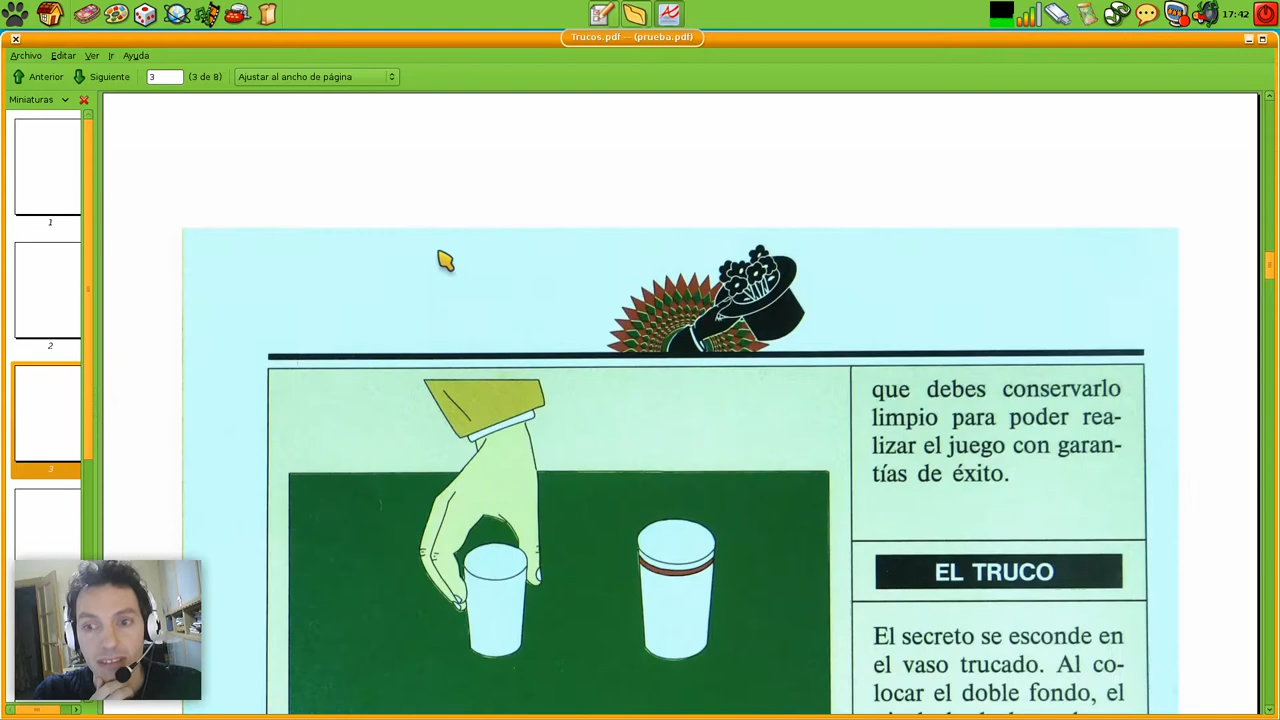 17:42
Trucos.pdf -- (prueba.pdf)
Archivo Editar Ver Ir Ayuda
Anterior Siguiente 3 (3 de 8) Ajustar al ancho de página
Miniaturas
1
2
3
que debes conservarlo
limpio para poder rea-
lizar el juego con garan-
tías de éxito.
EL TRUCO
El secreto se esconde en
el vaso trucado. Al co-
locar el doble fondo, el